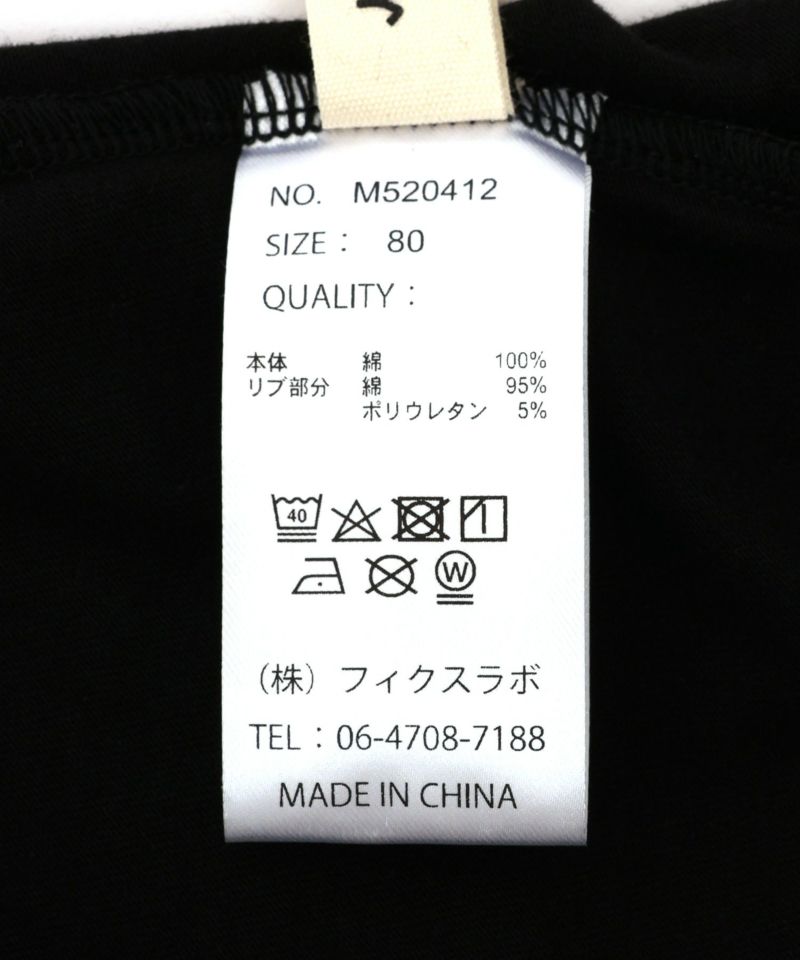 NO. M520412
SIZE： 80
QUALITY：
本体 綿 100%
リブ部分 綿 95%
ポリウレタン 5%
40
W
（株）フィクスラボ
TEL：06-4708-7188
MADE IN CHINA